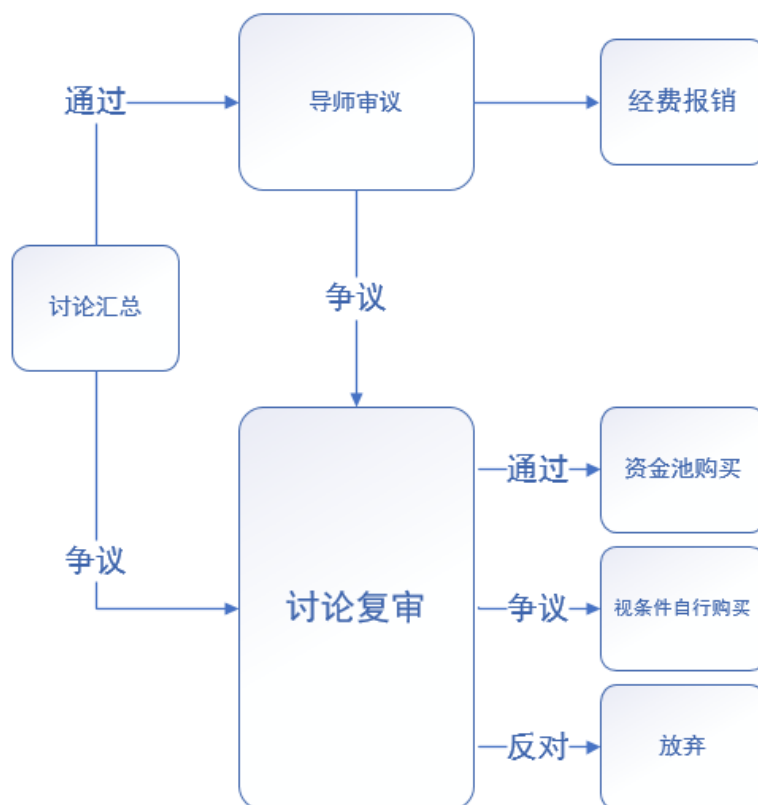 通过
导师审议
经费报销
讨论汇总
争议
争议
讨论复审
通过
资金池购买
争议
视条件自行购买
反对
放弃